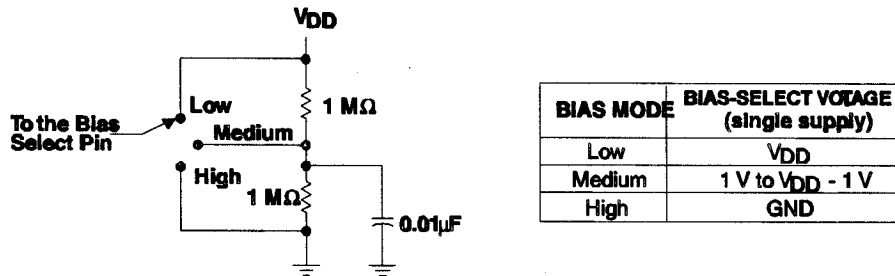 VDD
Low
1 MΩ
To the Bias
Select Pin
Medium
High
1 MΩ
0.01μF
BIAS MODE
BIAS-SELECT VOTAGE
(single supply)
Low
VDD
Medium
1 V to VDD - 1 V
High
GND